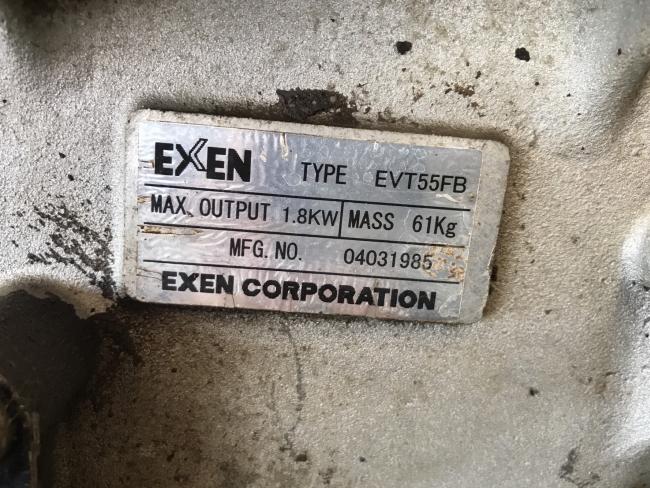 EXEN TYPE EVT55FB
MAX. OUTPUT 1.8KW MASS 61Kg
MFG. NO. 04031985
EXEN CORPORATION